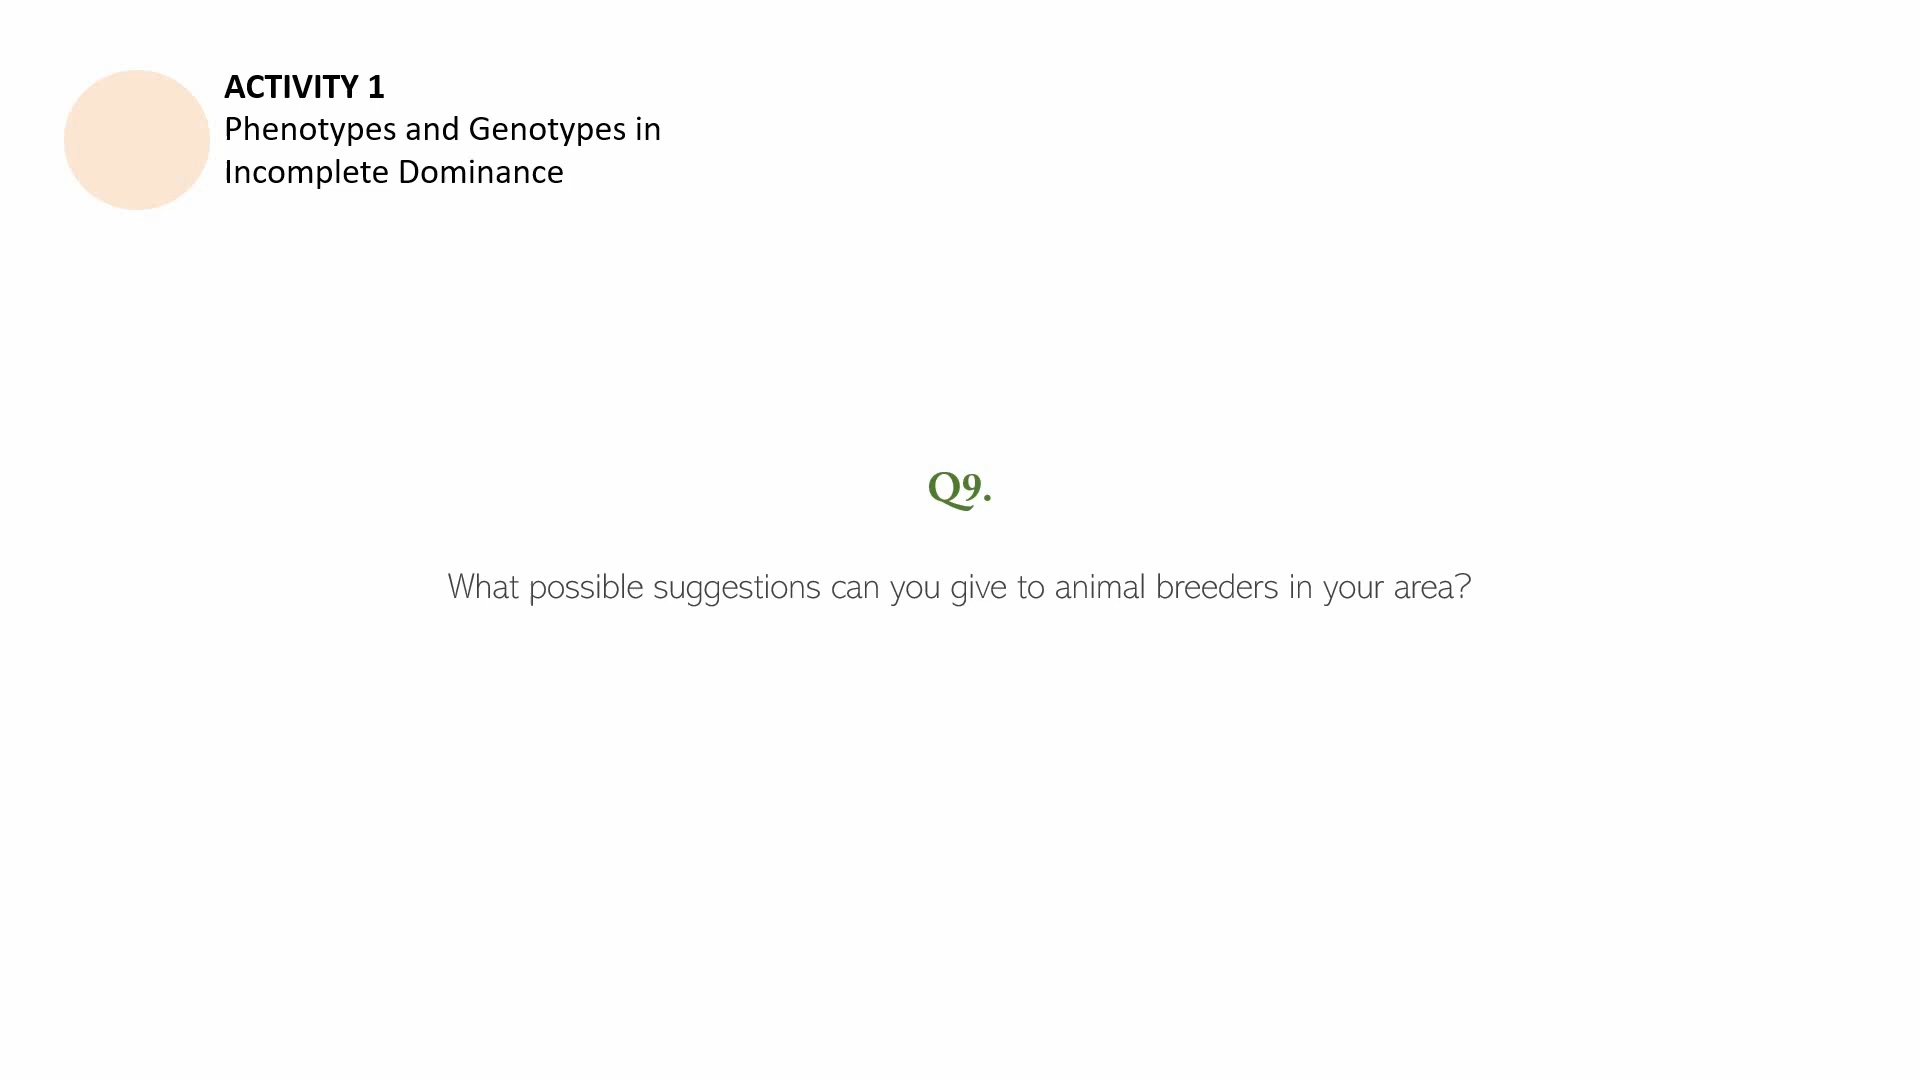 ACTIVITY 1
Phenotypes and Genotypes in
Incomplete Dominance
Q9.
What possible suggestions can you give to animal breeders in your area?